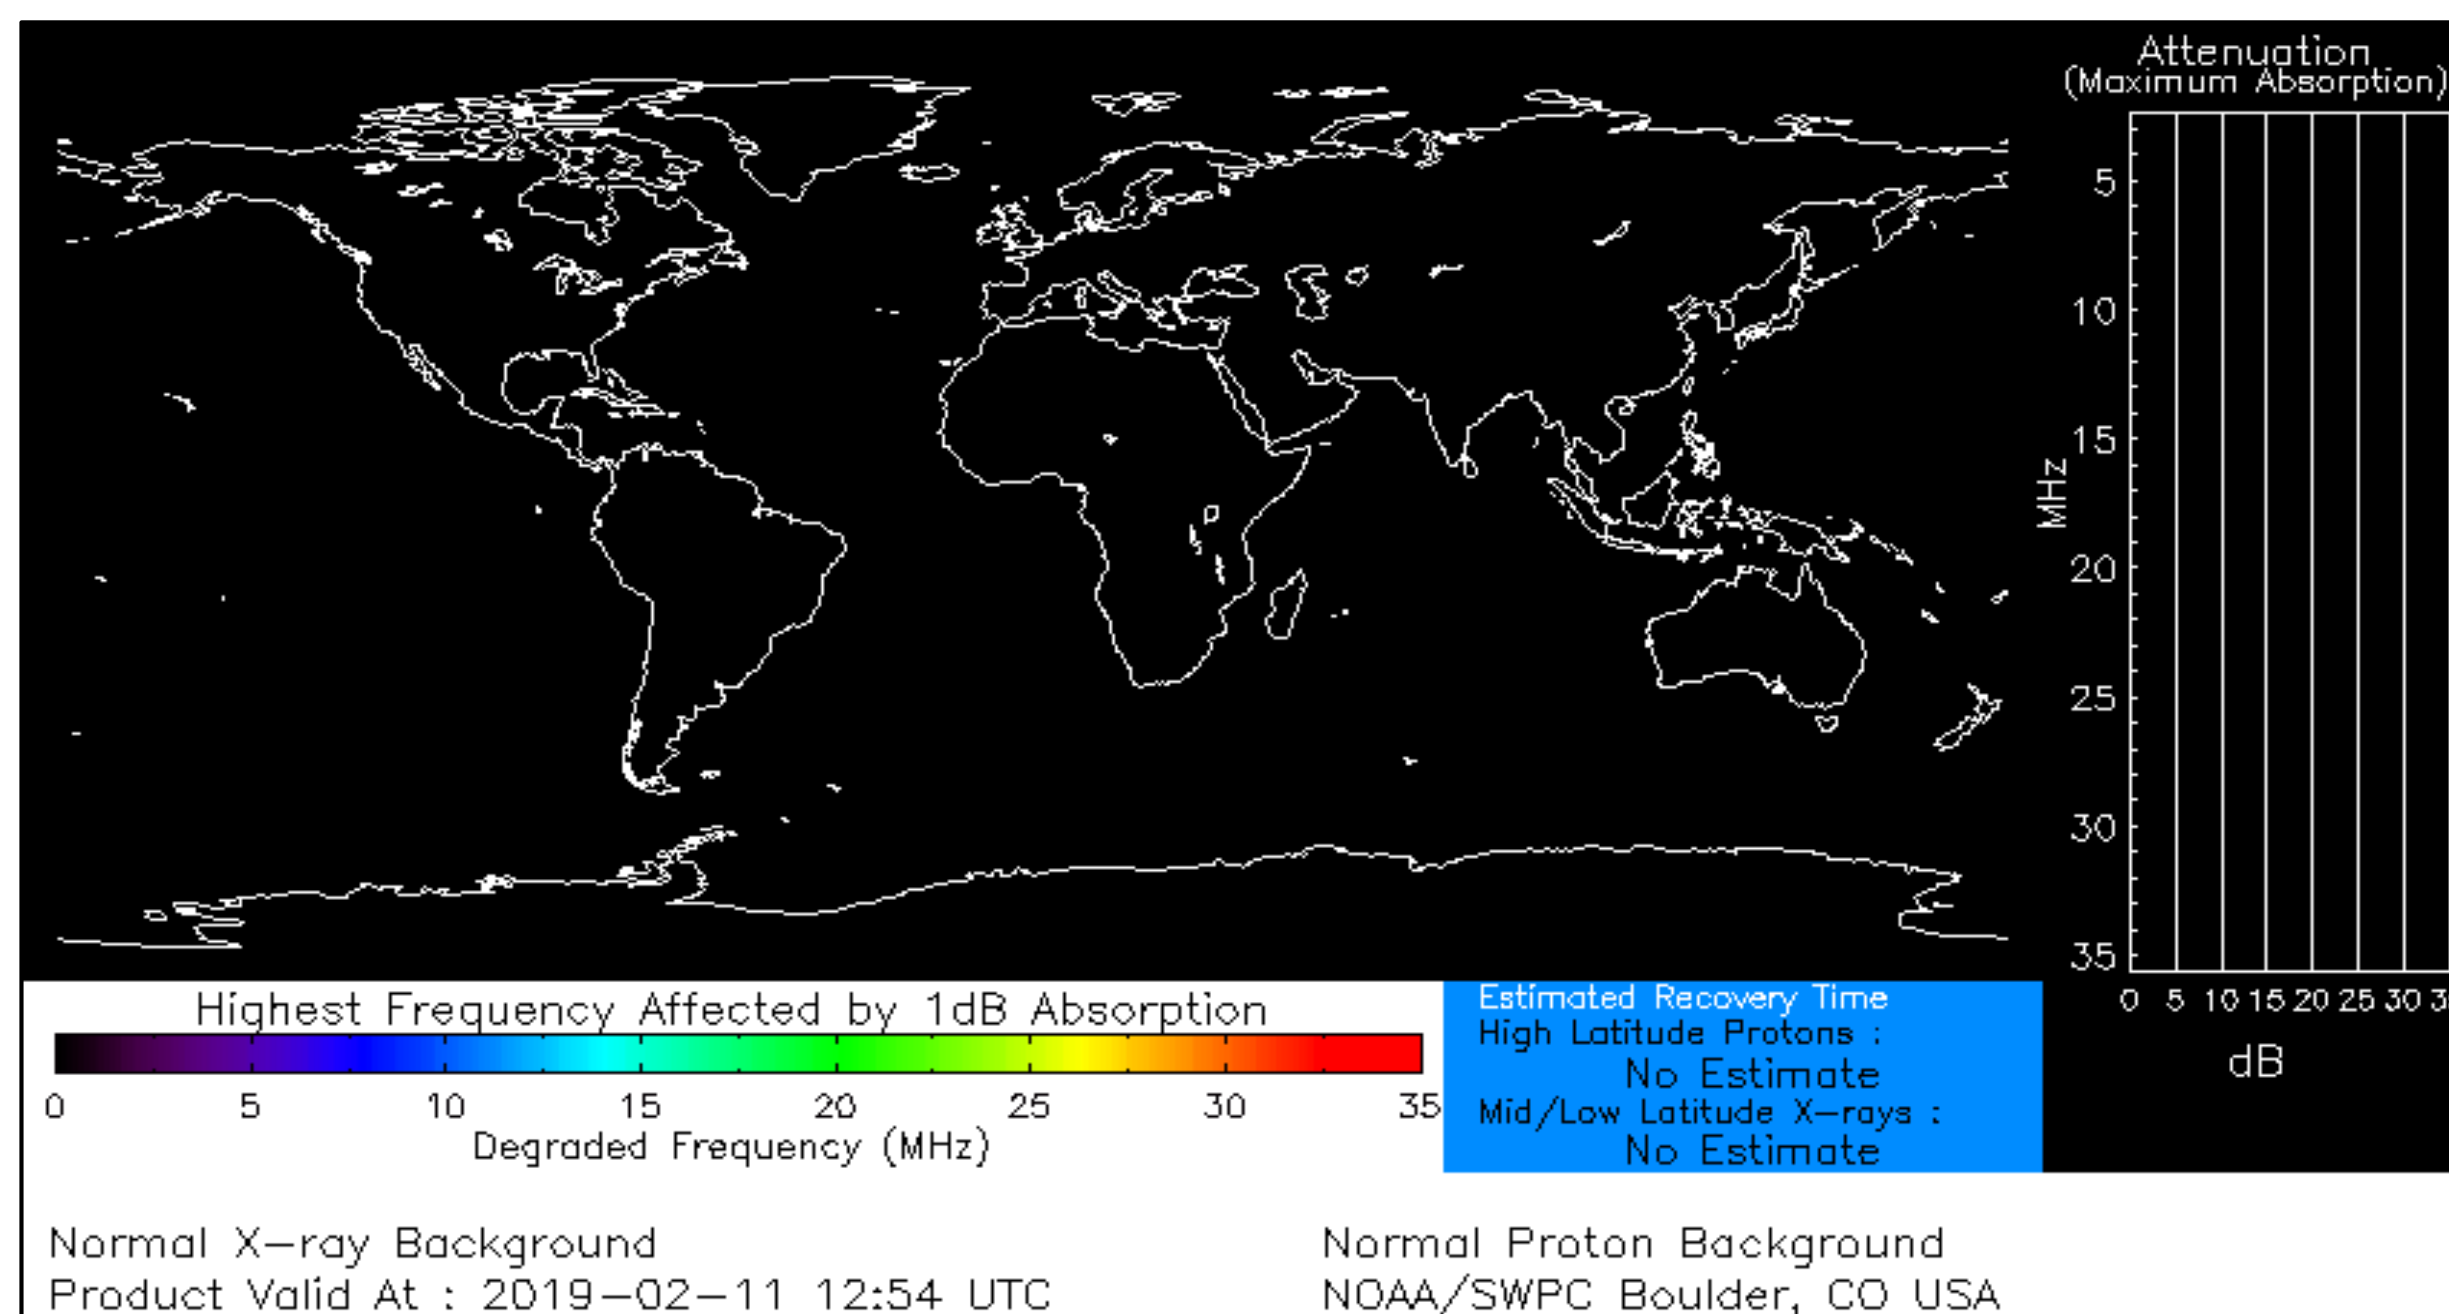 Attenuation
(Maximum Absorption)
5
10
15
20
25
30
35
MHz
0 5 10 15 20 25 30
dB
Highest Frequency Affected by 1dB Absorption
0 5 10 15 20 25 30 35
Degraded Frequency (MHz)
Estimated Recovery Time
High Latitude Protons :
No Estimate
Mid/Low Latitude X-rays :
No Estimate
Normal X-ray Background
Product Valid At : 2019-02-11 12:54 UTC
Normal Proton Background
NOAA/SWPC Boulder, CO USA